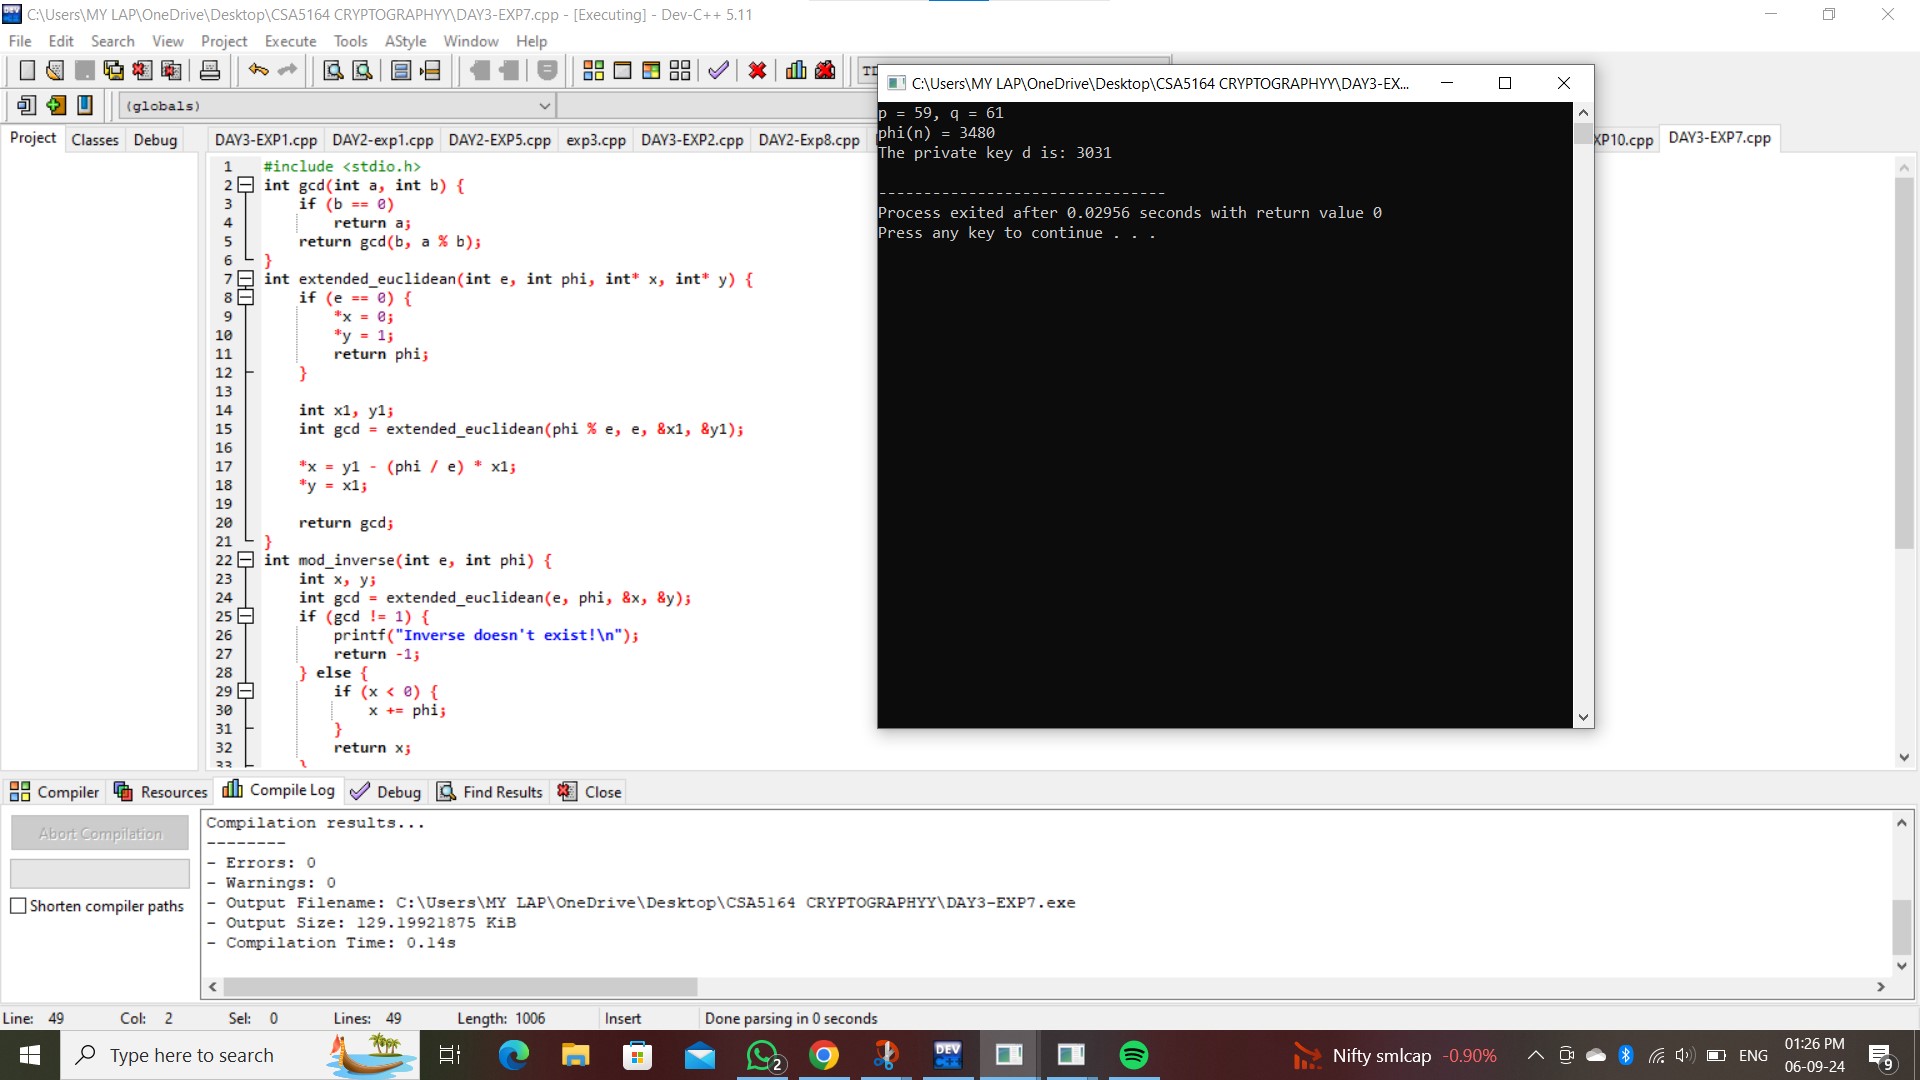 C:\Users\MY LAP\OneDrive\Desktop\CSA5164 CRYPTOGRAPHYY\DAY3-EXP7.cpp - [Executing] - Dev-C++ 5.11
File Edit Search View Project Execute Tools AStyle Window Help
(globals)
Project Classes Debug
DAY3-EXP1.cpp DAY2-exp1.cpp DAY2-EXP5.cpp exp3.cpp DAY3-EXP2.cpp DAY2-Exp8.cpp XP10.cpp DAY3-EXP7.cpp
1 #include <stdio.h>
2 int gcd(int a, int b) {
3 if (b == 0)
4 return a;
5 return gcd(b, a % b);
6 }
7 int extended_euclidean(int e, int phi, int* x, int* y) {
8 if (e == 0) {
9 *x = 0;
10 *y = 1;
11 return phi;
12 }
13
14 int x1, y1;
15 int gcd = extended_euclidean(phi % e, e, &x1, &y1);
16
17 *x = y1 - (phi / e) * x1;
18 *y = x1;
19
20 return gcd;
21 }
22 int mod_inverse(int e, int phi) {
23 int x, y;
24 int gcd = extended_euclidean(e, phi, &x, &y);
25 if (gcd != 1) {
26 printf("Inverse doesn't exist!\n");
27 return -1;
28 } else {
29 if (x < 0) {
30 x += phi;
31 }
32 return x;
33 }
C:\Users\MY LAP\OneDrive\Desktop\CSA5164 CRYPTOGRAPHYY\DAY3-EX...
p = 59, q = 61
phi(n) = 3480
The private key d is: 3031
--------------------------------
Process exited after 0.02956 seconds with return value 0
Press any key to continue . . .
Compiler Resources Compile Log Debug Find Results Close
Abort Compilation
Shorten compiler paths
Compilation results...
--------
- Errors: 0
- Warnings: 0
- Output Filename: C:\Users\MY LAP\OneDrive\Desktop\CSA5164 CRYPTOGRAPHYY\DAY3-EXP7.exe
- Output Size: 129.19921875 KiB
- Compilation Time: 0.14s
Line: 49 Col: 2 Sel: 0 Lines: 49 Length: 1006 Insert Done parsing in 0 seconds
Type here to search
2
DEV C++
Nifty smlcap -0.90%
ENG
01:26 PM
06-09-24
9